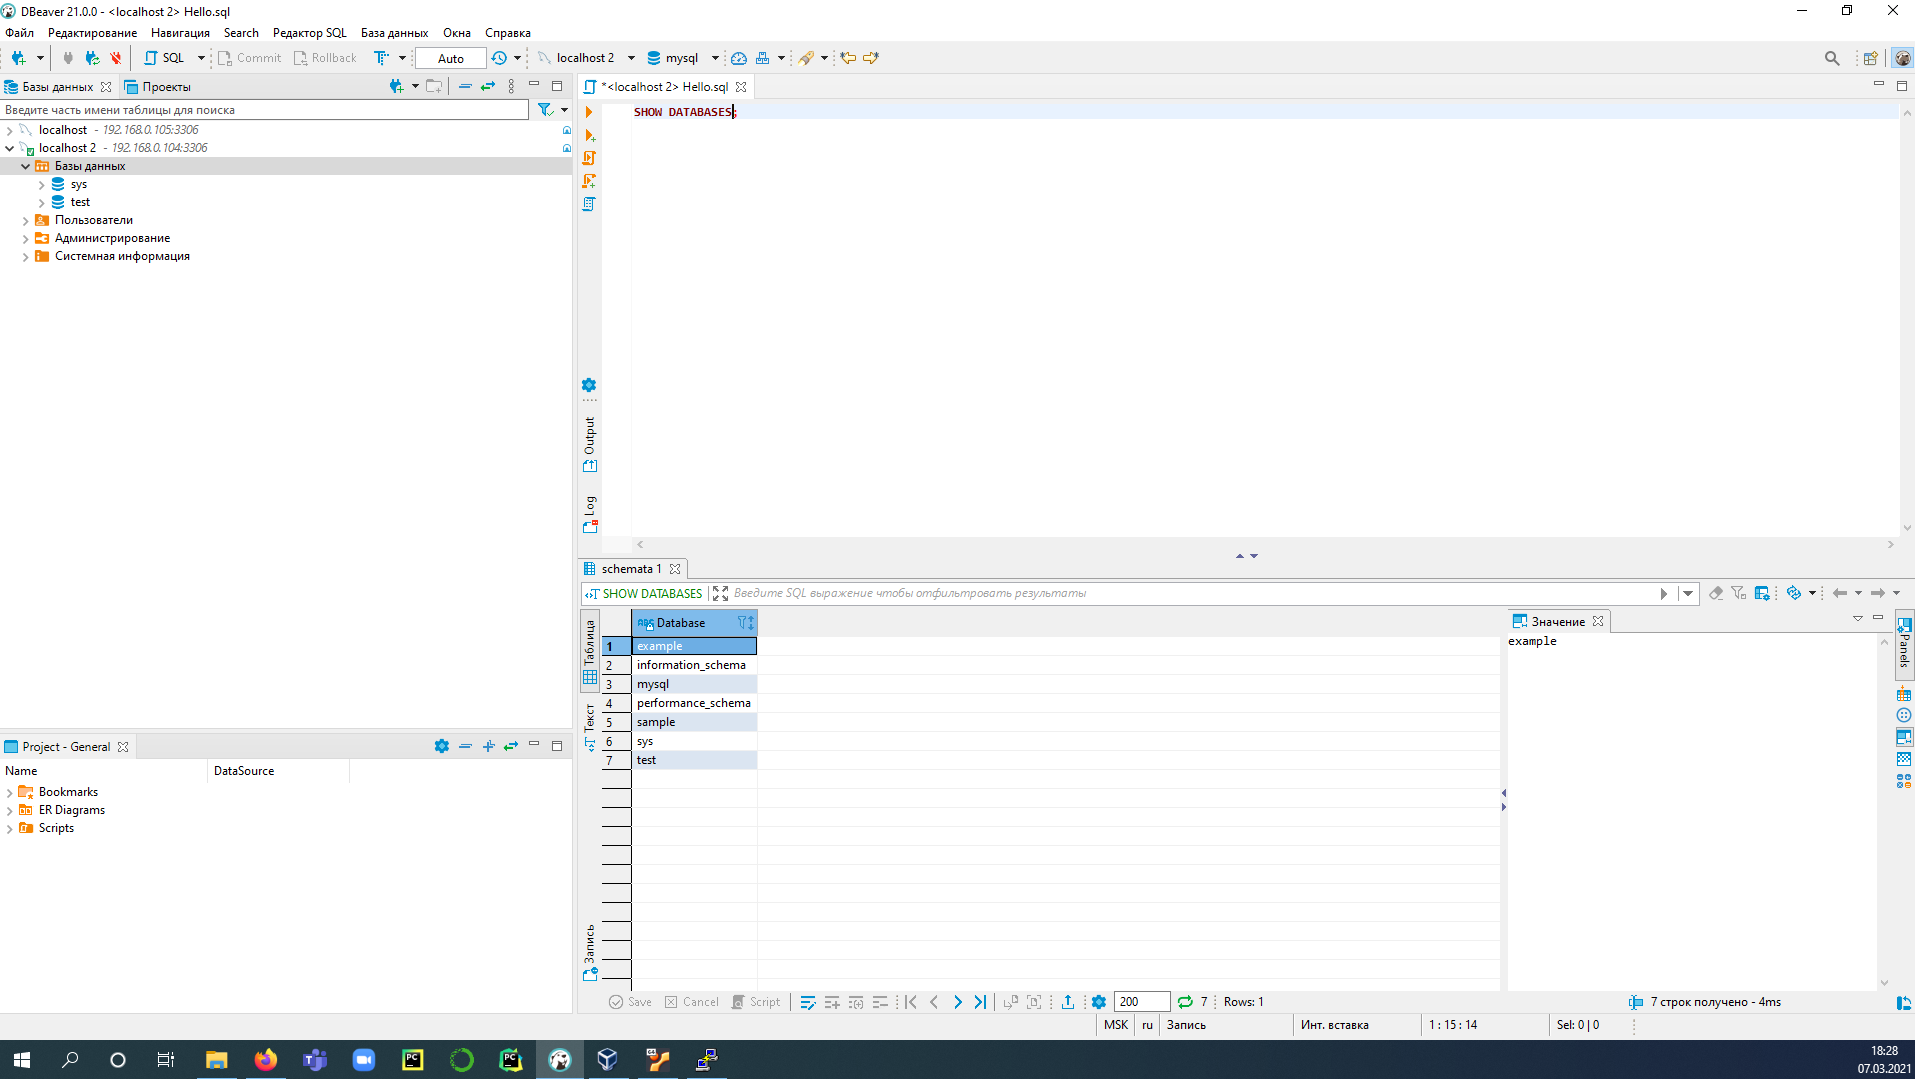 DBeaver 21.0.0 - <localhost 2> Hello.sql
Файл Редактирование Навигация Search Редактор SQL База данных Окна Справка
SQL Commit Rollback Auto localhost 2 mysql
Базы данных Проекты
Введите часть имени таблицы для поиска
localhost - 192.168.0.105:3306
localhost 2 - 192.168.0.104:3306
Базы данных
sys
test
Пользователи
Администрирование
Системная информация
Project - General
Name DataSource
Bookmarks
ER Diagrams
Scripts
*<localhost 2> Hello.sql
SHOW DATABASES;
Output
Log
schemata 1
SHOW DATABASES Введите SQL выражение чтобы отфильтровать результаты
Таблица
Текст
Запись
Database
1 example
2 information_schema
3 mysql
4 performance_schema
5 sample
6 sys
7 test
Значение
example
Panels
Save Cancel Script 200 7 Rows: 1 7 строк получено - 4ms
MSK ru Запись Инт. вставка 1 : 15 : 14 Sel: 0 | 0
18:28
07.03.2021